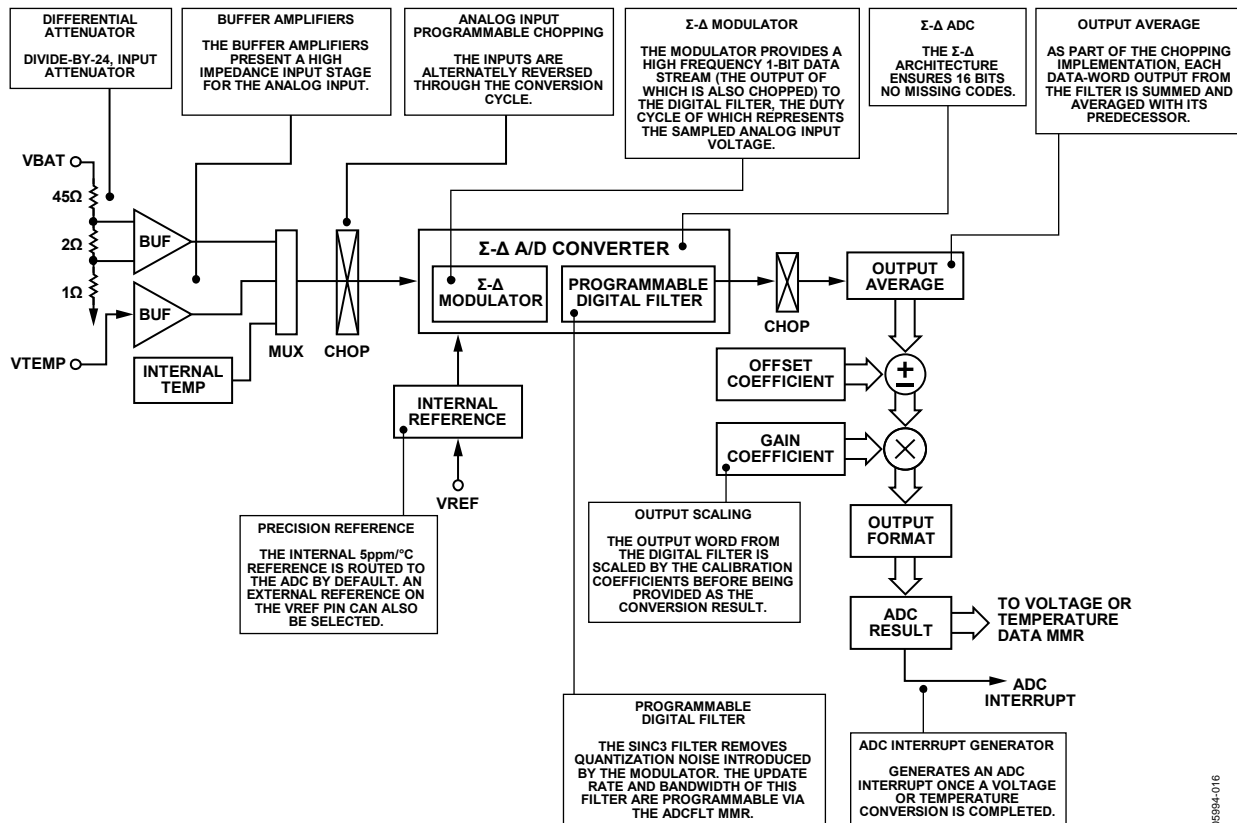 DIFFERENTIAL
ATTENUATOR
DIVIDE-BY-24, INPUT
ATTENUATOR
BUFFER AMPLIFIERS
THE BUFFER AMPLIFIERS
PRESENT A HIGH
IMPEDANCE INPUT STAGE
FOR THE ANALOG INPUT.
ANALOG INPUT
PROGRAMMABLE CHOPPING
THE INPUTS ARE
ALTERNATELY REVERSED
THROUGH THE CONVERSION
CYCLE.
Σ-Δ MODULATOR
THE MODULATOR PROVIDES A
HIGH FREQUENCY 1-BIT DATA
STREAM (THE OUTPUT OF
WHICH IS ALSO CHOPPED) TO
THE DIGITAL FILTER, THE DUTY
CYCLE OF WHICH REPRESENTS
THE SAMPLED ANALOG INPUT
VOLTAGE.
Σ-Δ ADC
THE Σ-Δ
ARCHITECTURE
ENSURES 16 BITS
NO MISSING CODES.
OUTPUT AVERAGE
AS PART OF THE CHOPPING
IMPLEMENTATION, EACH
DATA-WORD OUTPUT FROM
THE FILTER IS SUMMED AND
AVERAGED WITH ITS
PREDECESSOR.
VBAT
45Ω
2Ω
1Ω
BUF
BUF
VTEMP
INTERNAL
TEMP
MUX
CHOP
Σ-Δ A/D CONVERTER
Σ-Δ
MODULATOR
PROGRAMMABLE
DIGITAL FILTER
CHOP
OUTPUT
AVERAGE
OFFSET
COEFFICIENT
±
INTERNAL
REFERENCE
VREF
GAIN
COEFFICIENT
×
OUTPUT
FORMAT
ADC
RESULT
TO VOLTAGE OR
TEMPERATURE
DATA MMR
ADC
INTERRUPT
PRECISION REFERENCE
THE INTERNAL 5ppm/°C
REFERENCE IS ROUTED TO
THE ADC BY DEFAULT. AN
EXTERNAL REFERENCE ON
THE VREF PIN CAN ALSO
BE SELECTED.
OUTPUT SCALING
THE OUTPUT WORD FROM
THE DIGITAL FILTER IS
SCALED BY THE CALIBRATION
COEFFICIENTS BEFORE BEING
PROVIDED AS THE
CONVERSION RESULT.
PROGRAMMABLE
DIGITAL FILTER
THE SINC3 FILTER REMOVES
QUANTIZATION NOISE INTRODUCED
BY THE MODULATOR. THE UPDATE
RATE AND BANDWIDTH OF THIS
FILTER ARE PROGRAMMABLE VIA
THE ADCFLT MMR.
ADC INTERRUPT GENERATOR
GENERATES AN ADC
INTERRUPT ONCE A VOLTAGE
OR TEMPERATURE
CONVERSION IS COMPLETED.
05994-016